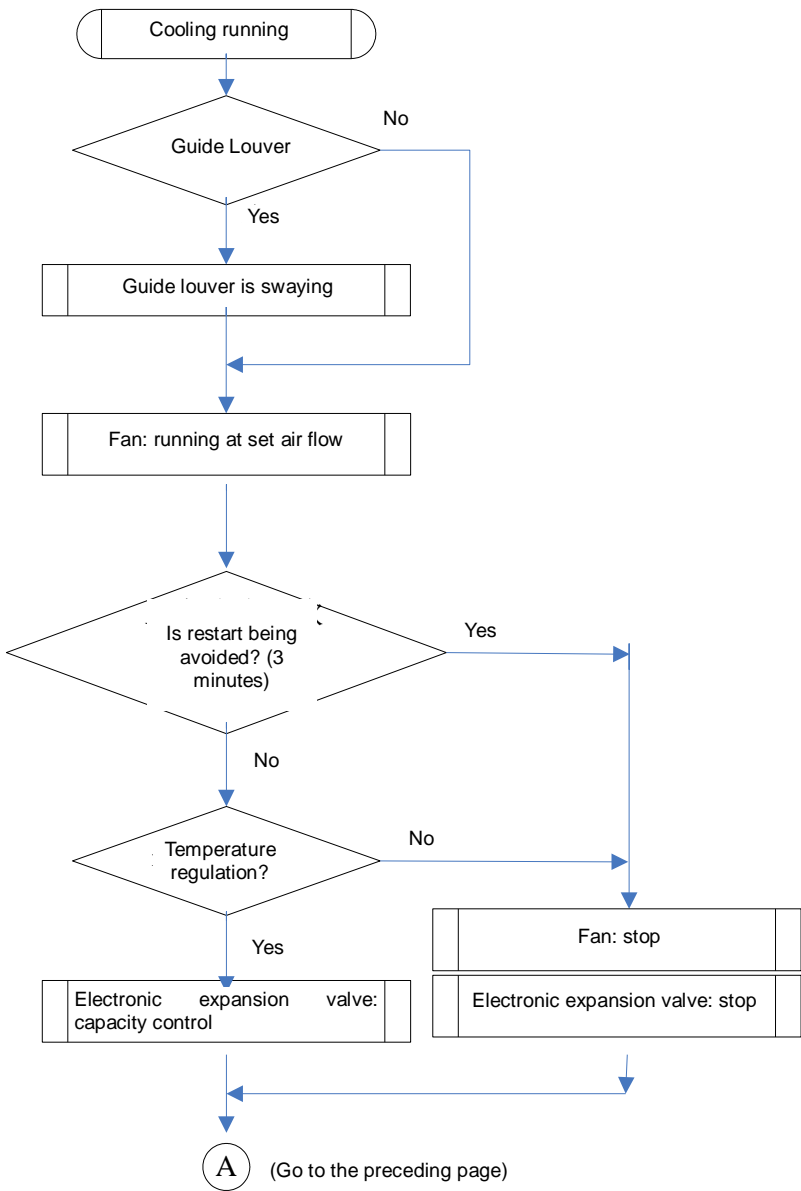 Cooling running
No
Guide Louver
Yes
Guide louver is swaying
Fan: running at set air flow
Is restart being
avoided? (3
minutes)
Yes
No
Temperature
regulation?
No
Yes
Fan: stop
Electronic expansion valve:
capacity control
Electronic expansion valve: stop
A
(Go to the preceding page)